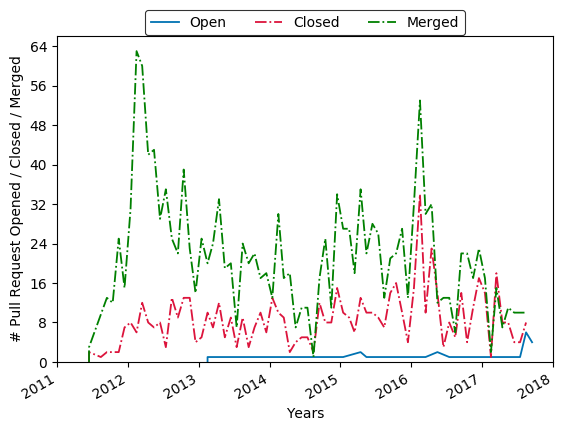 Open Closed Merged
# Pull Request Opened / Closed / Merged
64
56
48
40
32
24
16
8
0
2011 2012 2013 2014 2015 2016 2017 2018
Years